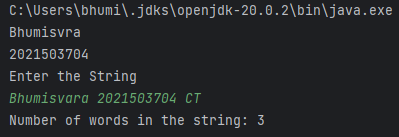 C:\Users\bhumi\.jdks\openjdk-20.0.2\bin\java.exe
Bhumisvra
2021503704
Enter the String
Bhumisvara 2021503704 CT
Number of words in the string: 3